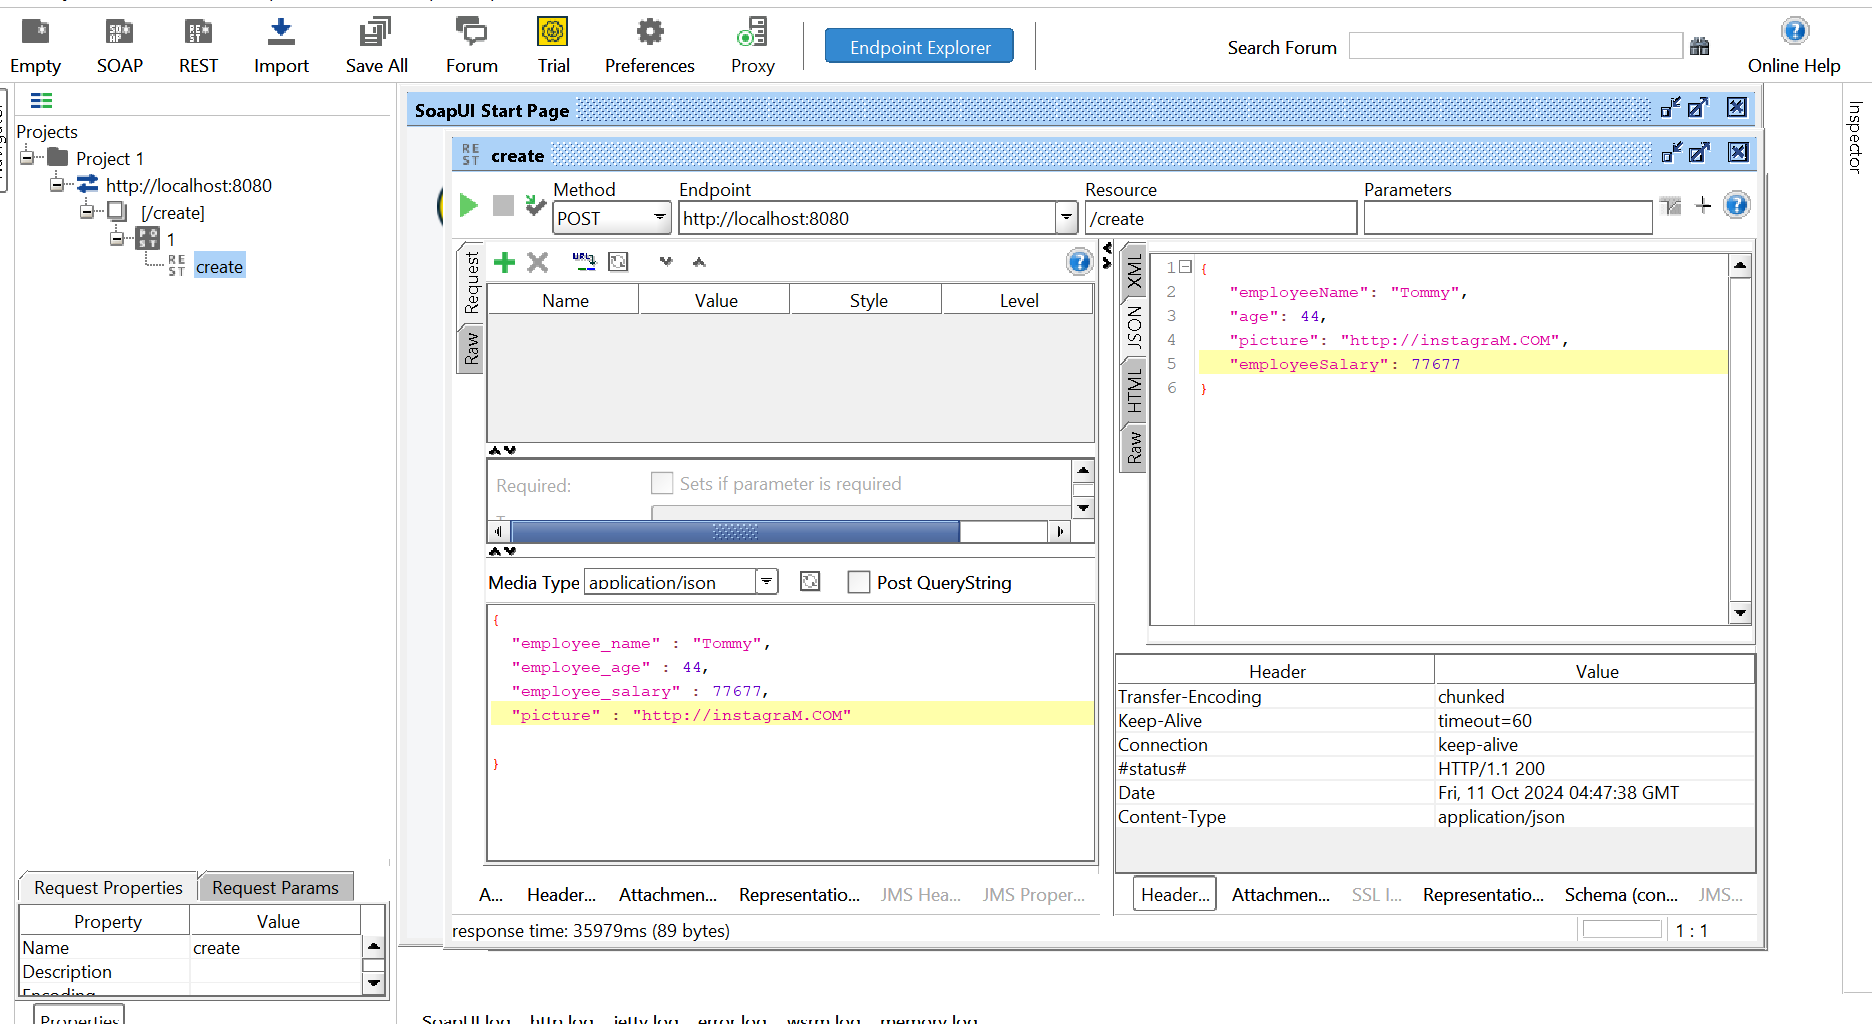 Empty SOAP REST Import Save All Forum Trial Preferences Proxy Endpoint Explorer Search Forum Online Help
Projects
Project 1
http://localhost:8080
[/create]
1
create
Inspector
SoapUI Start Page
create
Method Endpoint Resource Parameters
POST http://localhost:8080 /create
Request
Raw
Name Value Style Level
Required: Sets if parameter is required
Media Type application/json Post QueryString
{
"employee_name" : "Tommy",
"employee_age" : 44,
"employee_salary" : 77677,
"picture" : "http://instagraM.COM"
}
A... Header... Attachmen... Representatio... JMS Hea... JMS Proper...
XML
JSON
HTML
Raw
1 {
2 "employeeName": "Tommy",
3 "age": 44,
4 "picture": "http://instagraM.COM",
5 "employeeSalary": 77677
6 }
Header Value
Transfer-Encoding chunked
Keep-Alive timeout=60
Connection keep-alive
#status# HTTP/1.1 200
Date Fri, 11 Oct 2024 04:47:38 GMT
Content-Type application/json
Header... Attachmen... SSL I... Representatio... Schema (con... JMS...
response time: 35979ms (89 bytes)
1 : 1
Request Properties Request Params
Property Value
Name create
Description
Encoding
Properties
SoapUI log http log jetty log error log wsrm log memory log